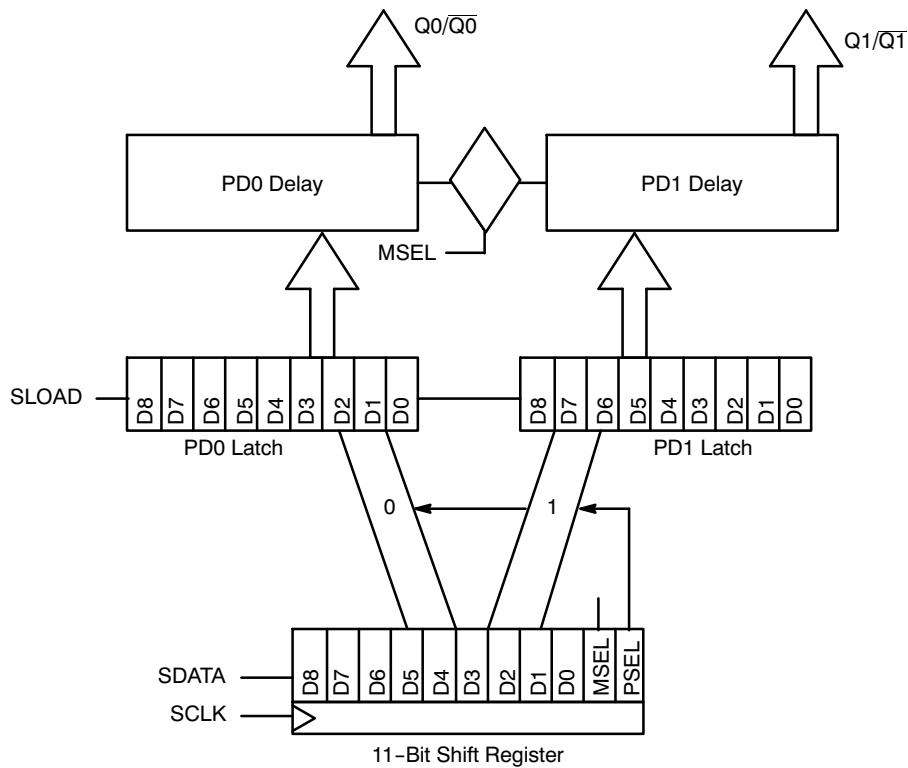 Q0/Q̅0̅
Q1/Q̅1̅
PD0 Delay
PD1 Delay
MSEL
SLOAD
D8 D7 D6 D5 D4 D3 D2 D1 D0
D8 D7 D6 D5 D4 D3 D2 D1 D0
PD0 Latch
PD1 Latch
0
1
SDATA
D8 D7 D6 D5 D4 D3 D2 D1 D0 MSEL PSEL
SCLK
11-Bit Shift Register